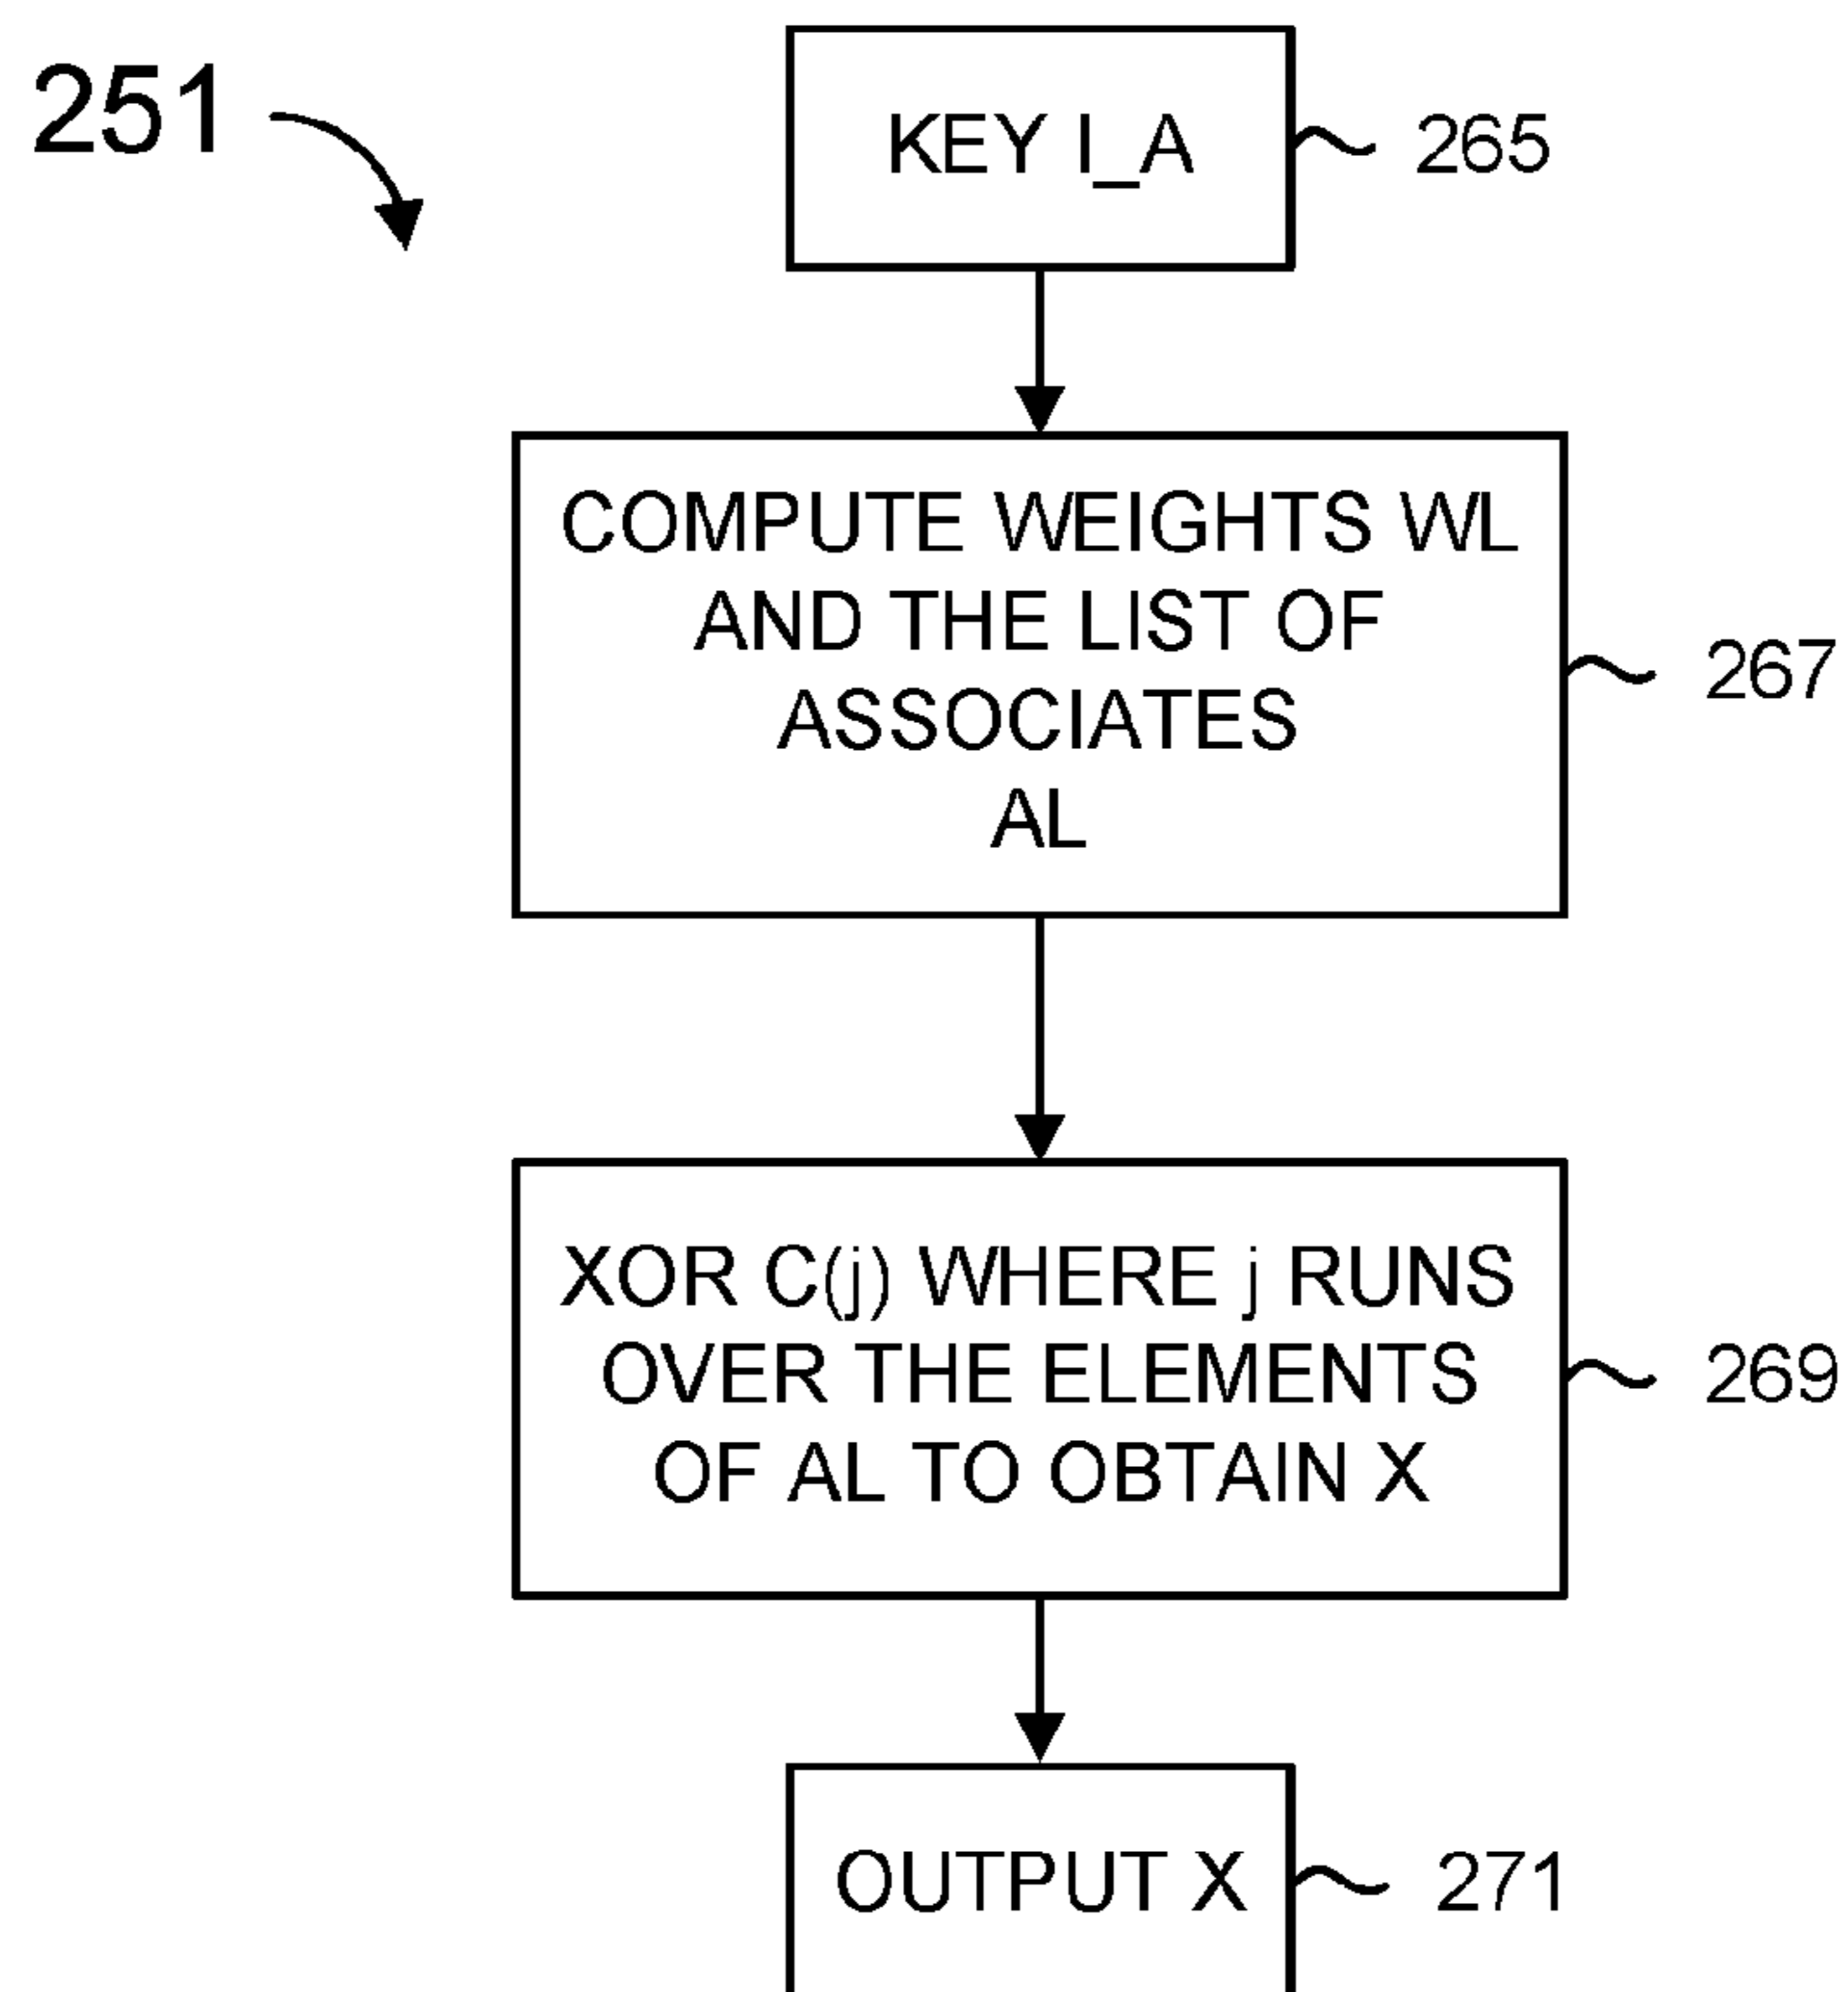 251
KEY I_A
265
COMPUTE WEIGHTS WL
AND THE LIST OF
ASSOCIATES
AL
267
XOR C(j) WHERE j RUNS
OVER THE ELEMENTS
OF AL TO OBTAIN X
269
OUTPUT X
271